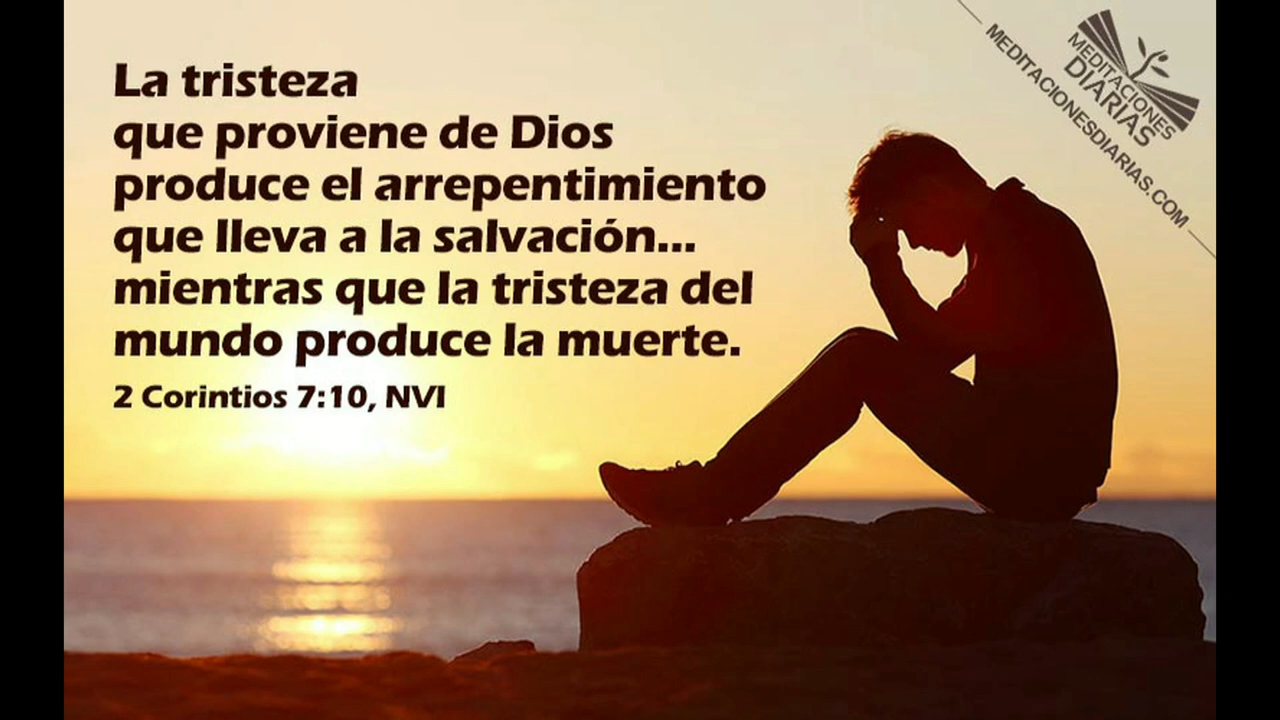 La tristeza
que proviene de Dios
produce el arrepentimiento
que lleva a la salvación...
mientras que la tristeza del
mundo produce la muerte.
2 Corintios 7:10, NVI
MEDITACIONES
DIARIAS
MEDITACIONESDIARIAS.COM